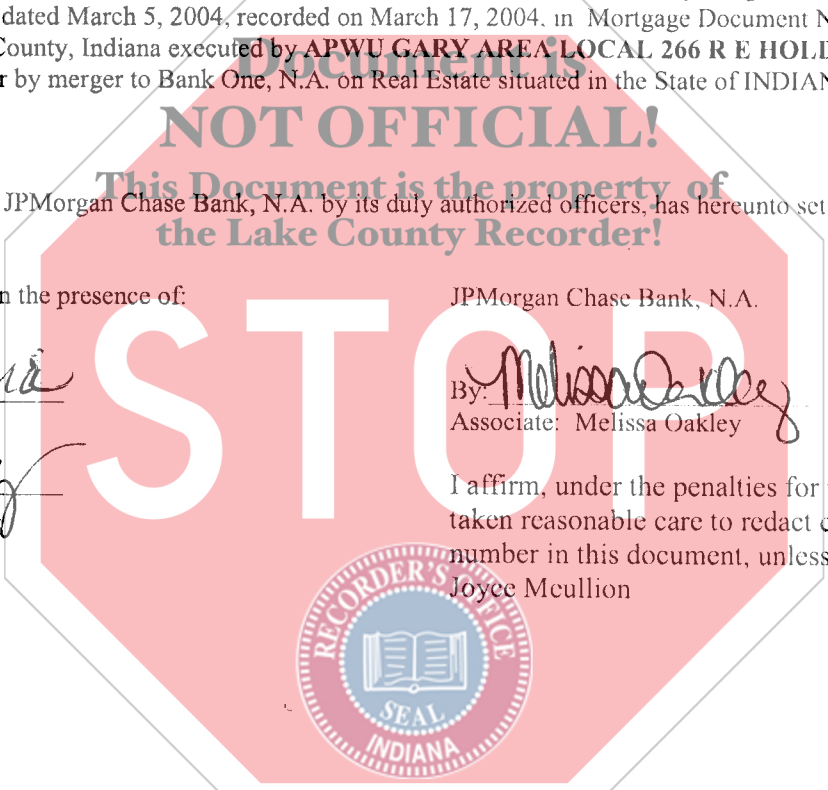 dated March 5, 2004, recorded on March 17, 2004. in Mortgage Document N
County, Indiana executed by APWU GARY AREA LOCAL 266 R E HOLD
Document is
r by merger to Bank One, N.A. on Real Estate situated in the State of INDIAN
NOT OFFICIAL!
This Document is the property of
JPMorgan Chase Bank, N.A. by its duly authorized officers, has hereunto set
the Lake County Recorder!
n the presence of:
JPMorgan Chase Bank, N.A.
STOP
By: Melissa Oakley
Associate: Melissa Oakley
I affirm, under the penalties for
taken reasonable care to redact
number in this document, unless
Joyce Mcullion
RECORDER'S OFFICE
SEAL
INDIANA